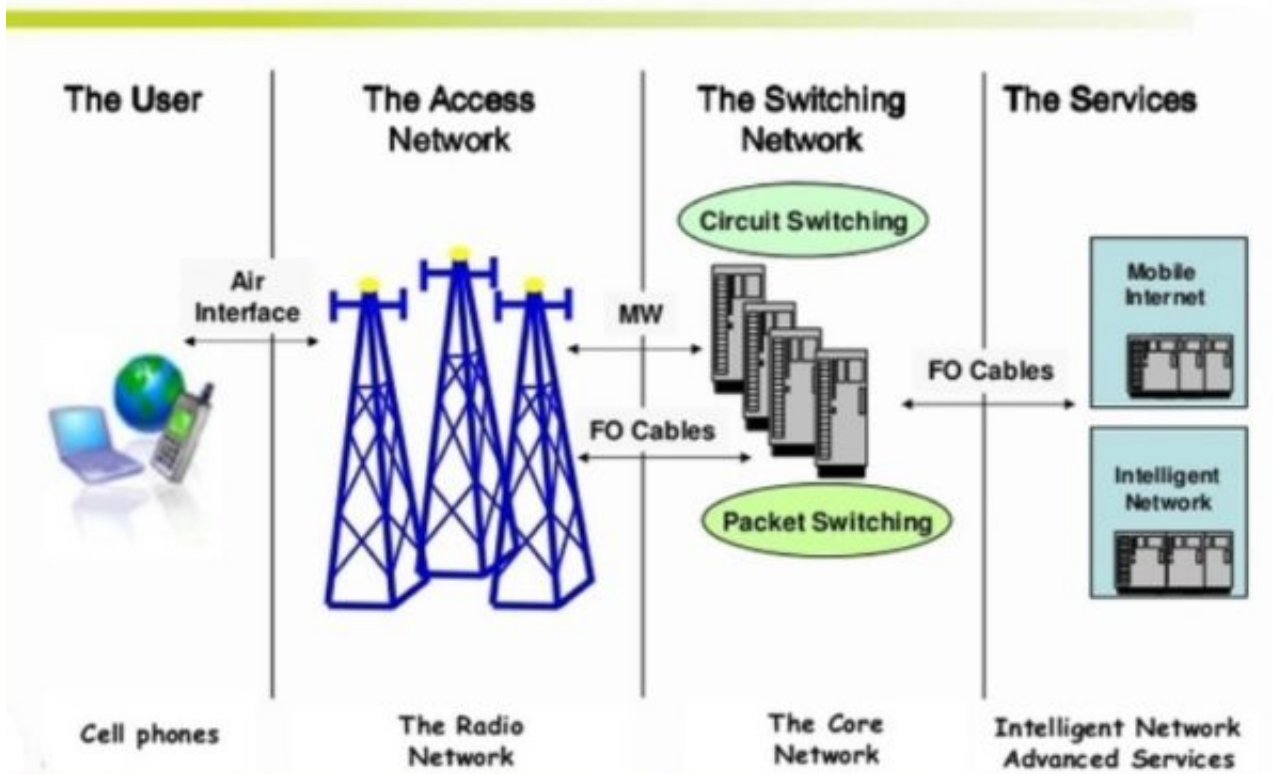 The User
The Access
Network
The Switching
Network
The Services
Circuit Switching
Air
Interface
MW
FO Cables
Packet Switching
FO Cables
Mobile
Internet
Intelligent
Network
Cell phones
The Radio
Network
The Core
Network
Intelligent Network
Advanced Services